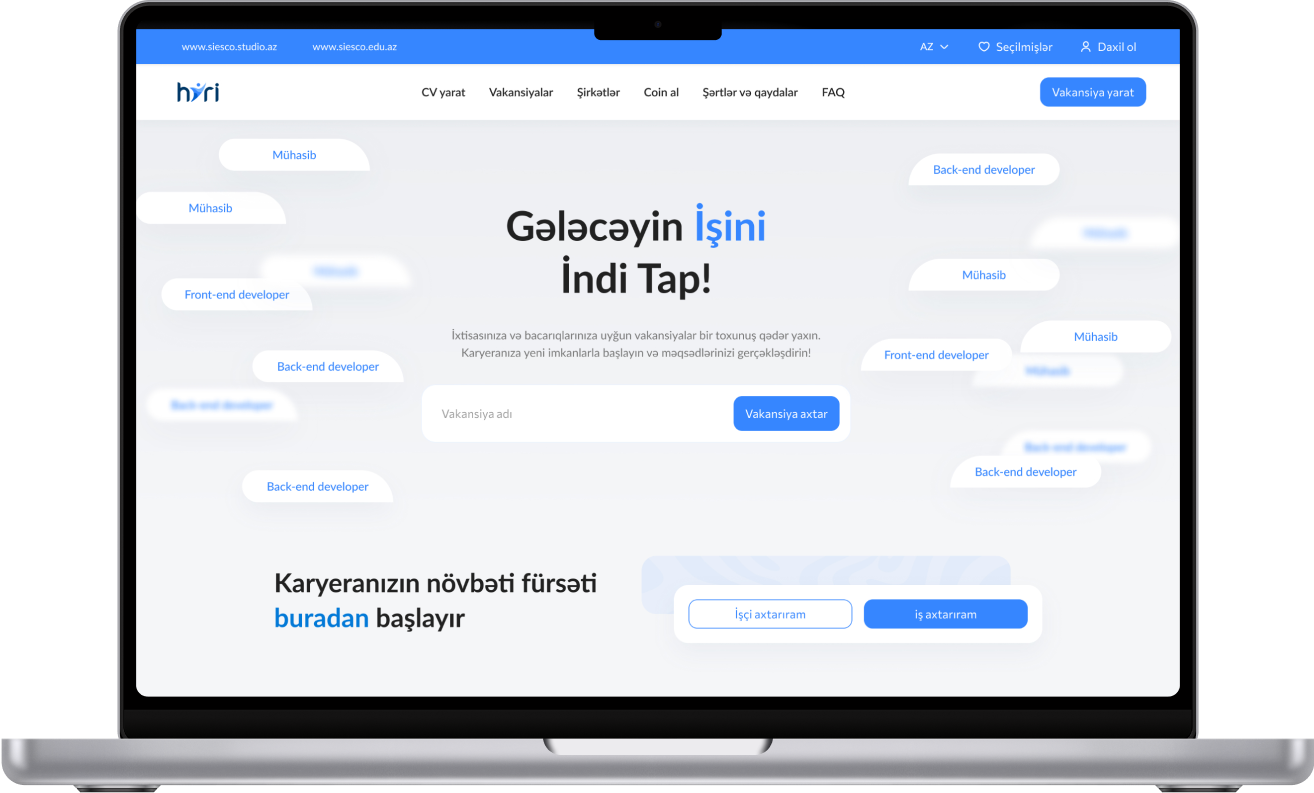 www.siesco.studio.az www.siesco.edu.az AZ Seçilmişlər Daxil ol
hyri CV yarat Vakansiyalar Şirkətlər Coin al Şərtlər və qaydalar FAQ Vakansiya yarat
Mühasib
Back-end developer
Mühasib
Gələcəyin İşini
İndi Tap!
Mühasib
Mühasib
Mühasib
Front-end developer
İxtisasınıza və bacarıqlarınıza uyğun vakansiyalar bir toxunuş qədər yaxın.
Karyeranıza yeni imkanlarla başlayın və məqsədlərinizi gerçəkləşdirin!
Mühasib
Front-end developer
Back-end developer
Mühasib
Back-end developer
Vakansiya adı Vakansiya axtar
Back-end developer
Back-end developer
Back-end developer
Karyeranızın növbəti fürsəti
buradan başlayır
İşçi axtarıram iş axtarıram